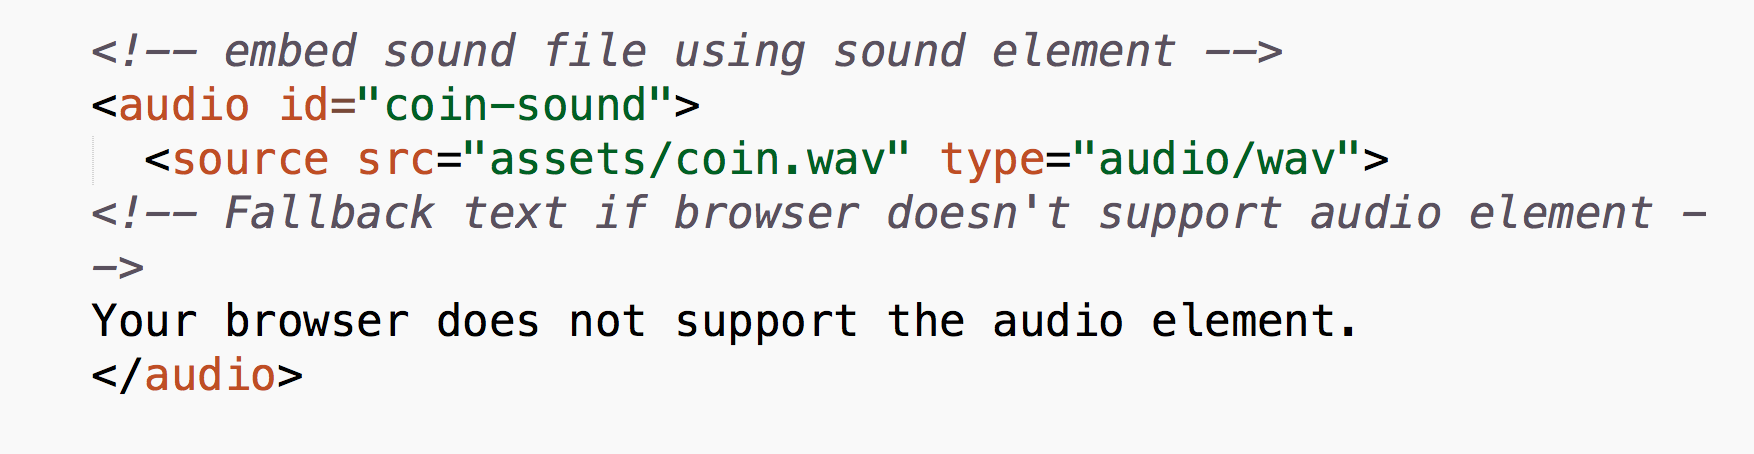 <!-- embed sound file using sound element -->
<audio id="coin-sound">
  <source src="assets/coin.wav" type="audio/wav">
<!-- Fallback text if browser doesn't support audio element -
->
Your browser does not support the audio element.
</audio>